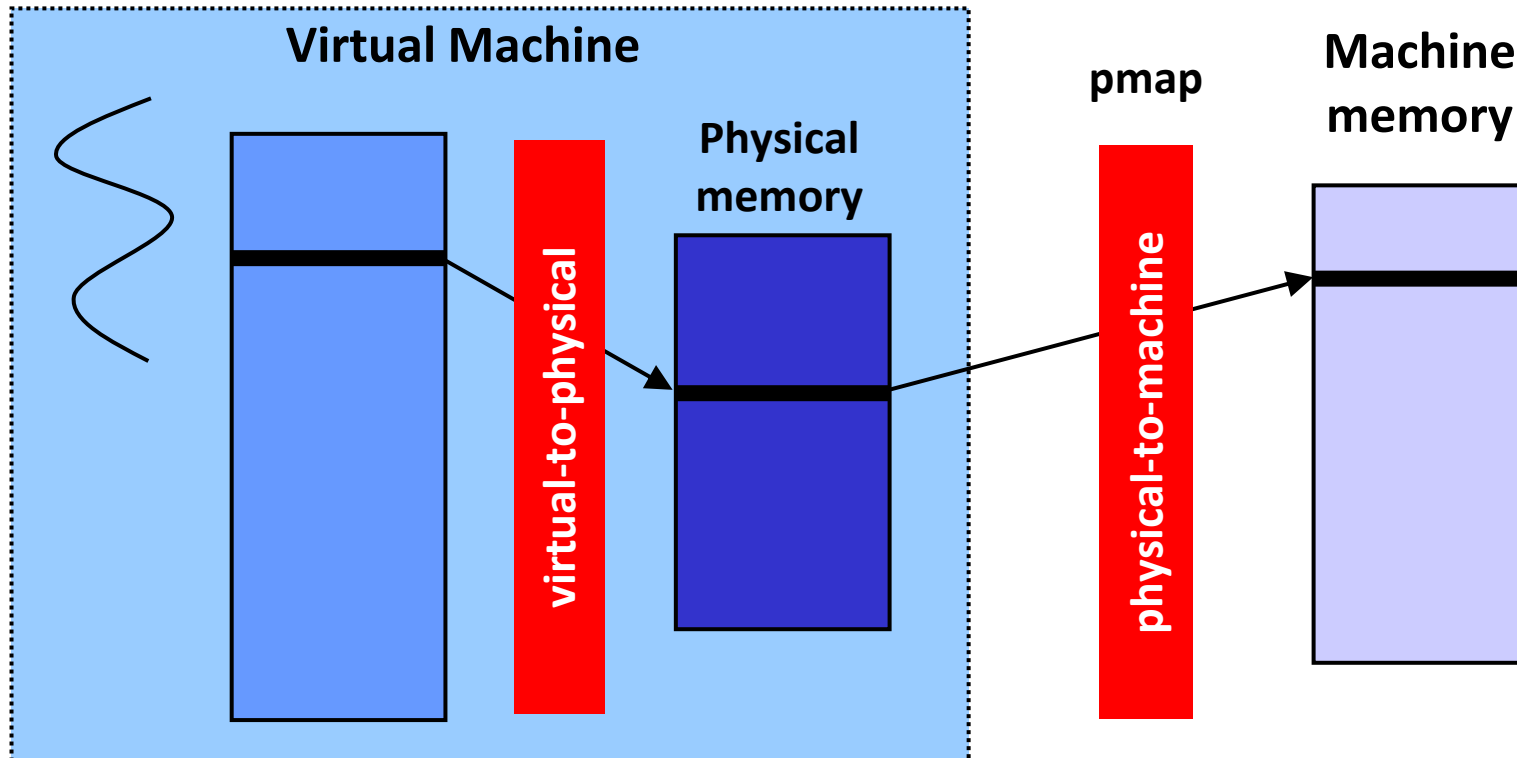 Virtual Machine
Physical
memory
virtual-to-physical
pmap
physical-to-machine
Machine
memory